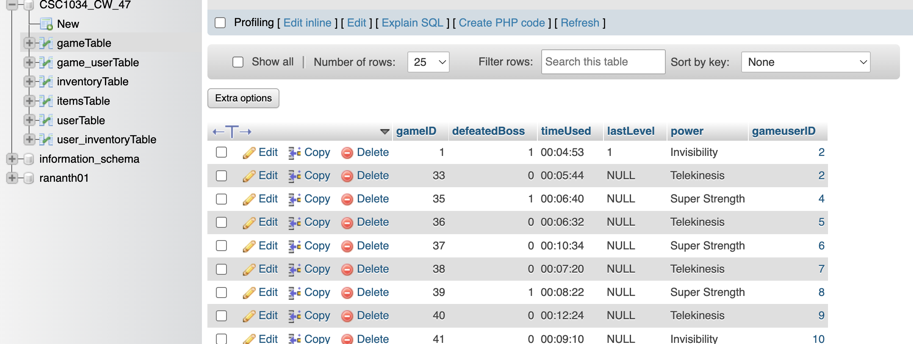 CSC1034_CW_47
New
gameTable
game_userTable
inventoryTable
itemsTable
userTable
user_inventoryTable
information_schema
rananth01
Profiling [ Edit inline ] [ Edit ] [ Explain SQL ] [ Create PHP code ] [ Refresh ]
Show all | Number of rows: 25 Filter rows: Search this table Sort by key: None
Extra options
←T→ gameID defeatedBoss timeUsed lastLevel power gameuserID
Edit Copy Delete 1 1 00:04:53 1 Invisibility 2
Edit Copy Delete 33 0 00:05:44 NULL Telekinesis 2
Edit Copy Delete 35 1 00:06:40 NULL Super Strength 4
Edit Copy Delete 36 0 00:06:32 NULL Telekinesis 5
Edit Copy Delete 37 0 00:10:34 NULL Super Strength 6
Edit Copy Delete 38 0 00:07:20 NULL Telekinesis 7
Edit Copy Delete 39 1 00:08:22 NULL Super Strength 8
Edit Copy Delete 40 0 00:12:24 NULL Telekinesis 9
Edit Copy Delete 41 0 00:09:10 NULL Invisibility 10